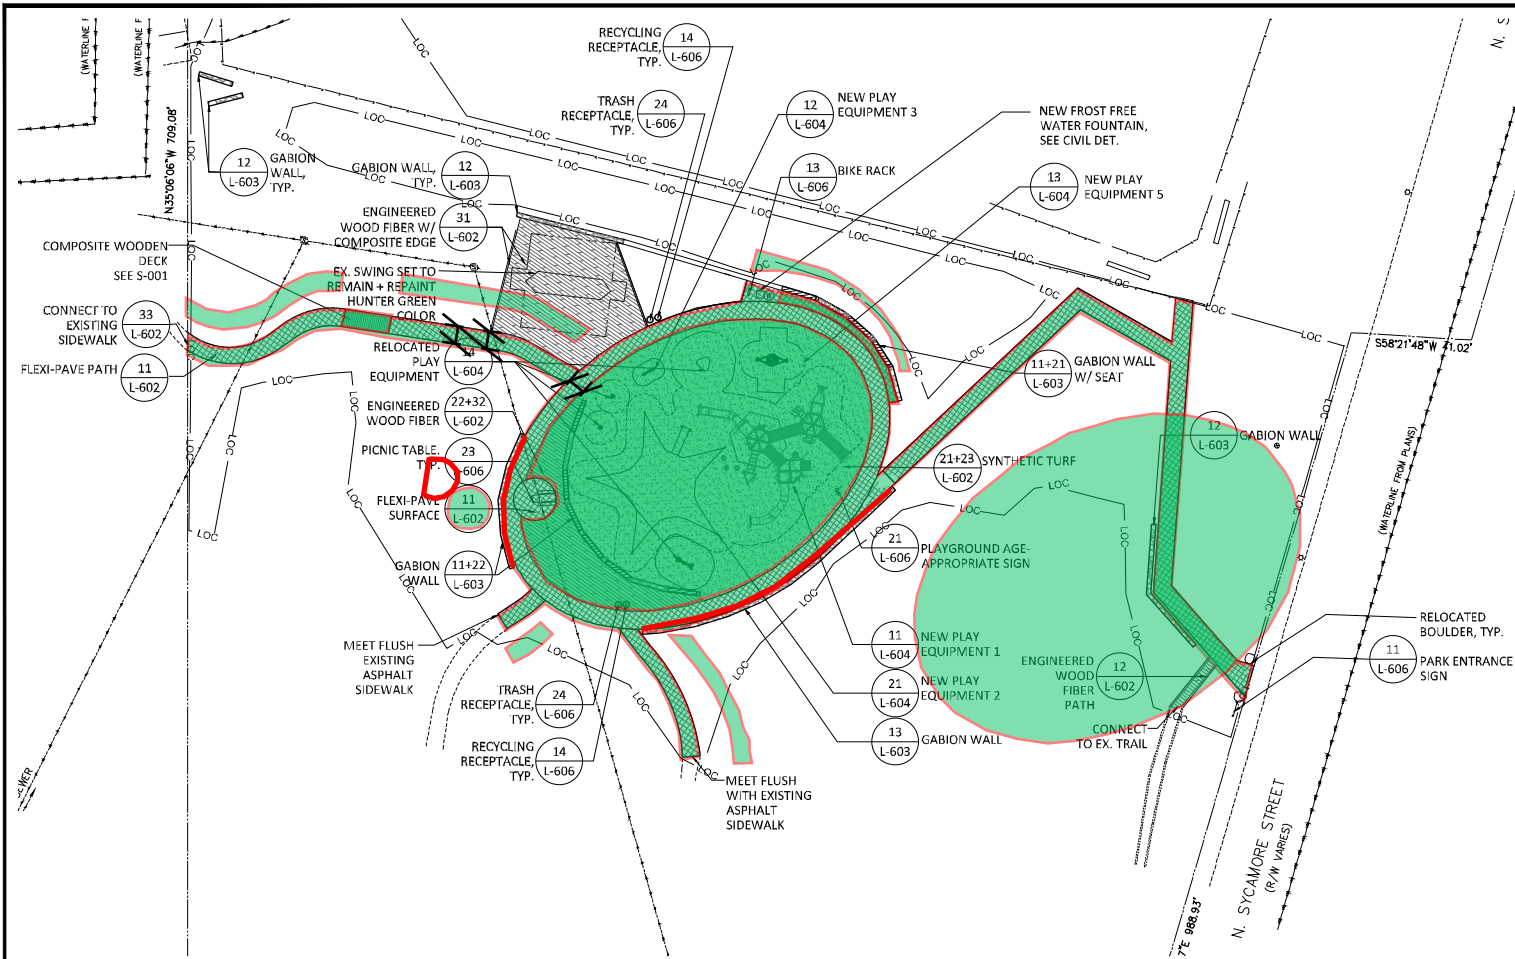 (WATERLINE F
(WATERLINE F
N35°06'06"W 709.08'
LOC
RECYCLING
RECEPTACLE,
TYP.
14
L-606
TRASH
RECEPTACLE,
TYP.
24
L-606
12
L-604
NEW PLAY
EQUIPMENT 3
NEW FROST FREE
WATER FOUNTAIN,
SEE CIVIL DET.
13
L-606
BIKE RACK
13
L-604
NEW PLAY
EQUIPMENT 5
12
L-603
GABION
WALL,
TYP.
GABION WALL,
TYP.
12
L-603
ENGINEERED
WOOD FIBER W/
COMPOSITE EDGE
31
L-602
COMPOSITE WOODEN
DECK
SEE S-001
EX. SWING SET TO
REMAIN + REPAINT
HUNTER GREEN
COLOR
CONNECT TO
EXISTING
SIDEWALK
33
L-602
FLEXI-PAVE PATH
11
L-602
RELOCATED
PLAY
EQUIPMENT
14
L-604
ENGINEERED
WOOD FIBER
22+32
L-602
PICNIC TABLE,
TYP.
23
L-606
FLEXI-PAVE
SURFACE
11
L-602
GABION
WALL
11+22
L-603
11+21
L-603
GABION WALL
W/ SEAT
S58°21'48"W 41.02'
12
L-603
GABION WALL
21+23
L-602
SYNTHETIC TURF
21
L-606
PLAYGROUND AGE-
APPROPRIATE SIGN
(WATERLINE FROM PLANS)
MEET FLUSH
EXISTING
ASPHALT
SIDEWALK
11
L-604
NEW PLAY
EQUIPMENT 1
21
L-604
NEW PLAY
EQUIPMENT 2
13
L-603
GABION WALL
ENGINEERED
WOOD
FIBER
PATH
12
L-602
RELOCATED
BOULDER, TYP.
11
L-606
PARK ENTRANCE
SIGN
CONNECT
TO EX. TRAIL
TRASH
RECEPTACLE,
TYP.
24
L-606
RECYCLING
RECEPTACLE,
TYP.
14
L-606
MEET FLUSH
WITH EXISTING
ASPHALT
SIDEWALK
N. SYCAMORE STREET
(R/W VARIES)
7"E 988.93'
N. S